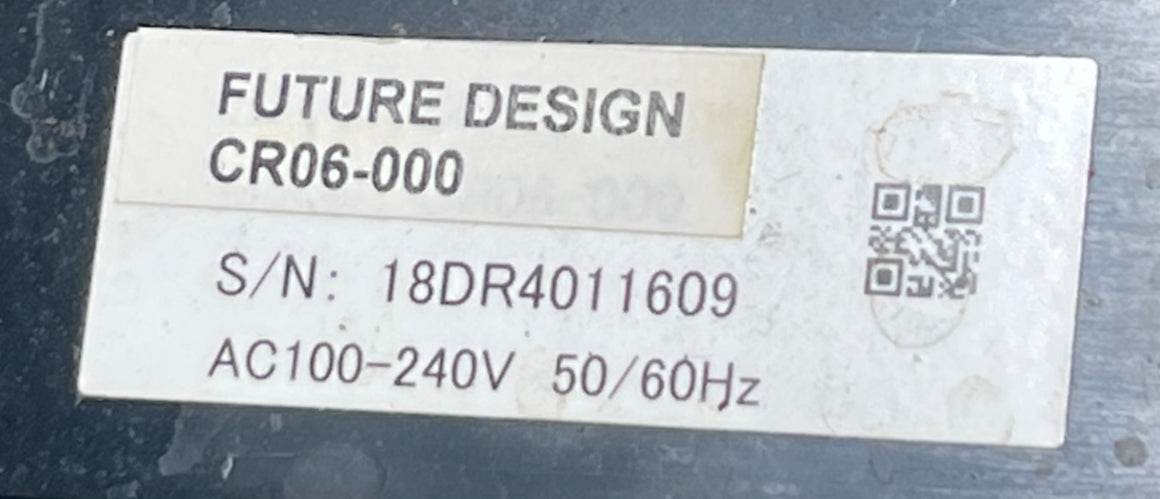 FUTURE DESIGN
CR06-000
S/N: 18DR4011609
AC100-240V 50/60Hz